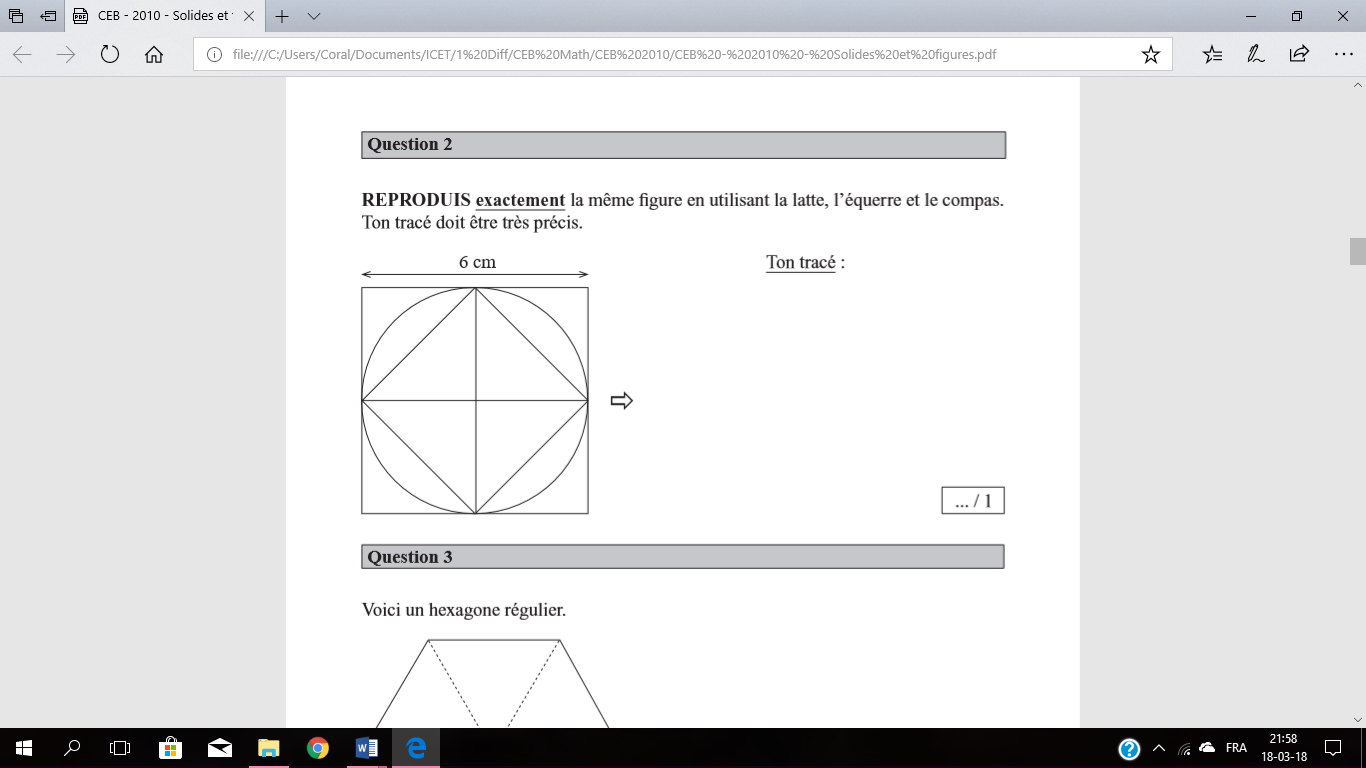 CEB - 2010 - Solides et
file:///C:/Users/Coral/Documents/ICET/1%20Diff/CEB%20Math/CEB%202010/CEB%20-%202010%20-%20Solides%20et%20figures.pdf
Question 2
REPRODUIS exactement la même figure en utilisant la latte, l’équerre et le compas.
Ton tracé doit être très précis.
6 cm
Ton tracé :
... / 1
Question 3
Voici un hexagone régulier.
FRA
21:58
18-03-18